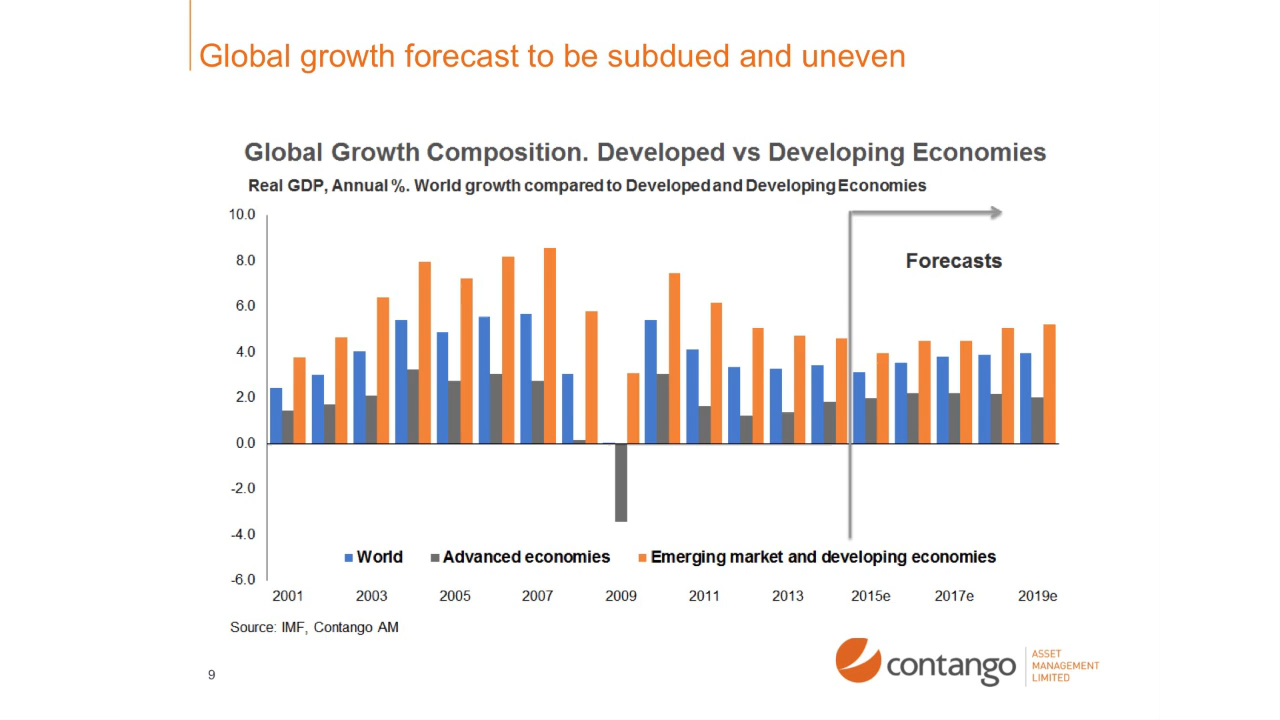 Global growth forecast to be subdued and uneven
Global Growth Composition. Developed vs Developing Economies
Real GDP, Annual %. World growth compared to Developed and Developing Economies
10.0
8.0
6.0
4.0
2.0
0.0
-2.0
-4.0
-6.0
Forecasts
World
Advanced economies
Emerging market and developing economies
2001 2003 2005 2007 2009 2011 2013 2015e 2017e 2019e
Source: IMF, Contango AM
9
contango
ASSET
MANAGEMENT
LIMITED